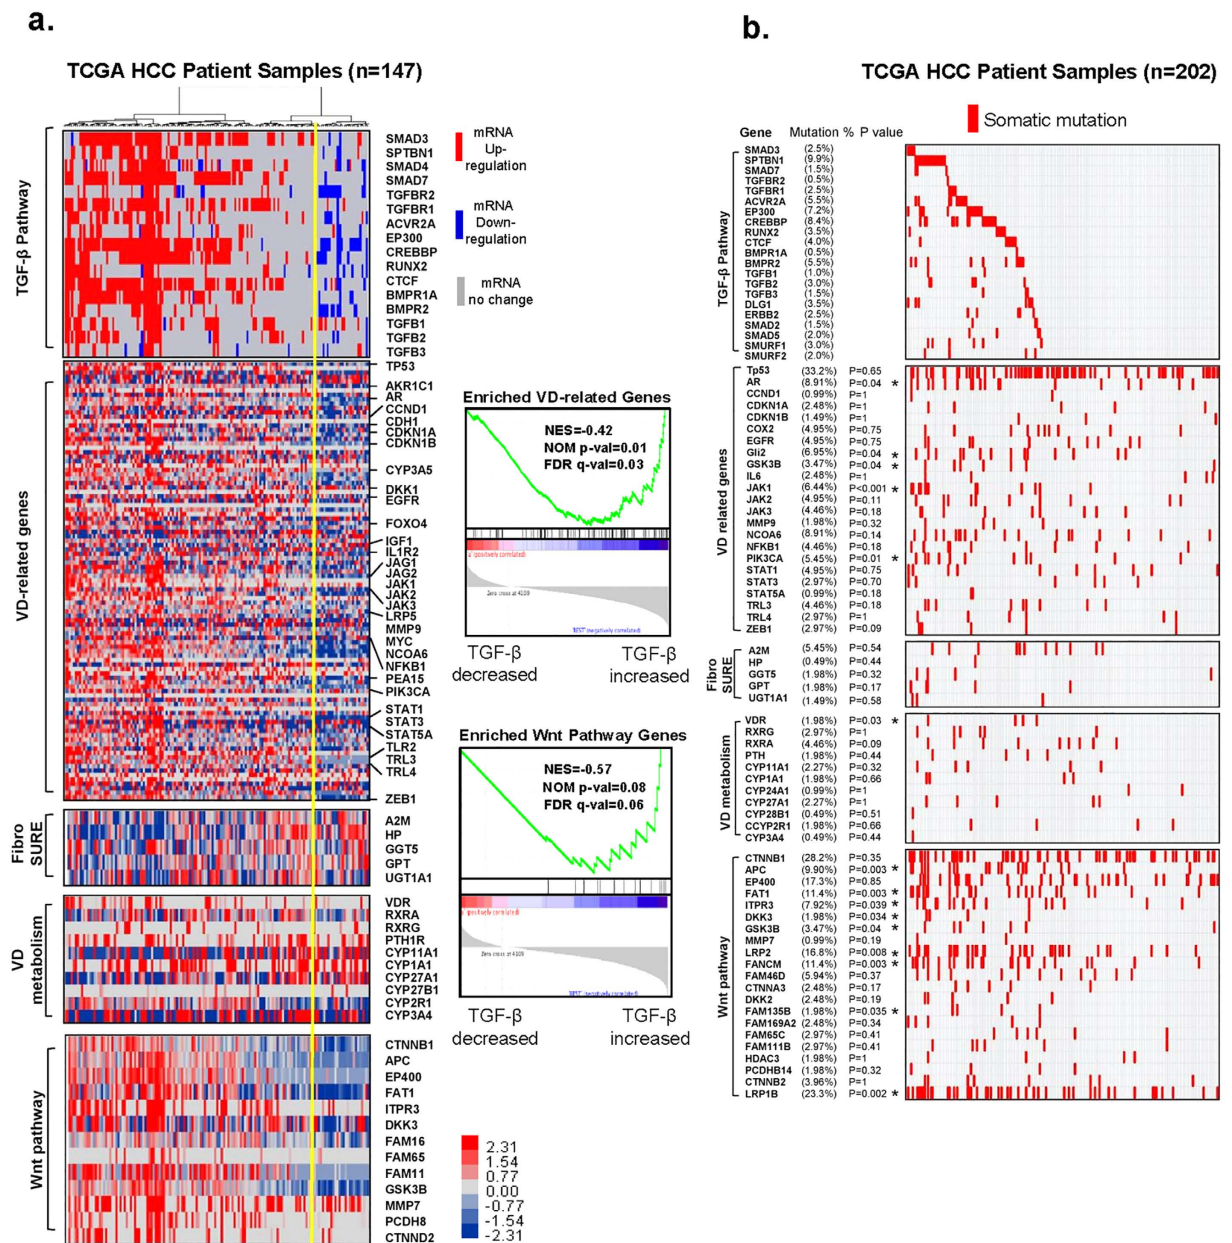 a.
TCGA HCC Patient Samples (n=147)
mRNA
Up-
regulation
mRNA
Down-
regulation
mRNA
no change
TGF-β Pathway
SMAD3
SPTBN1
SMAD4
SMAD7
TGFBR2
TGFBR1
ACVR2A
EP300
CREBBP
RUNX2
CTCF
BMPR1A
BMPR2
TGFB1
TGFB2
TGFB3
VD-related genes
TP53
AKR1C1
AR
CCND1
CDH1
CDKN1A
CDKN1B
CYP3A5
DKK1
EGFR
FOXO4
IGF1
IL1R2
JAG1
JAG2
JAK1
JAK2
JAK3
LRP5
MMP9
MYC
NCOA6
NFKB1
PEA15
PIK3CA
STAT1
STAT3
STAT5A
TLR2
TRL3
TRL4
ZEB1
Fibro
SURE
A2M
HP
GGT5
GPT
UGT1A1
VD
metabolism
VDR
RXRA
RXRG
PTH1R
CYP11A1
CYP1A1
CYP27A1
CYP27B1
CYP2R1
CYP3A4
Wnt pathway
CTNNB1
APC
EP400
FAT1
ITPR3
DKK3
FAM16
FAM65
FAM11
GSK3B
MMP7
PCDH8
CTNND2
Enriched VD-related Genes
NES=-0.42
NOM p-val=0.01
FDR q-val=0.03
Zero cross at 4109
TGF-β
decreased
TGF-β
increased
Enriched Wnt Pathway Genes
NES=-0.57
NOM p-val=0.08
FDR q-val=0.06
Zero cross at 4109
TGF-β
decreased
TGF-β
increased
2.31
1.54
0.77
0.00
-0.77
-1.54
-2.31
b.
TCGA HCC Patient Samples (n=202)
Somatic mutation
Gene Mutation % P value
TGF-β Pathway
SMAD3 (2.5%)
SPTBN1 (9.9%)
SMAD7 (1.5%)
TGFBR2 (0.5%)
TGFBR1 (2.5%)
ACVR2A (5.5%)
EP300 (7.2%)
CREBBP (8.4%)
RUNX2 (3.5%)
CTCF (4.0%)
BMPR1A (0.5%)
BMPR2 (5.5%)
TGFB1 (1.0%)
TGFB2 (3.0%)
TGFB3 (1.5%)
DLG1 (3.5%)
ERBB2 (2.5%)
SMAD2 (1.5%)
SMAD5 (2.0%)
SMURF1 (3.0%)
SMURF2 (2.0%)
VD related genes
Tp53 (33.2%) P=0.65
AR (8.91%) P=0.04 *
CCND1 (0.99%) P=1
CDKN1A (2.48%) P=1
CDKN1B (1.49%) P=1
COX2 (4.95%) P=0.75
EGFR (4.95%) P=0.75
Gli2 (6.95%) P=0.04 *
GSK3B (3.47%) P=0.04 *
IL6 (2.48%) P=1
JAK1 (6.44%) P<0.001 *
JAK2 (4.95%) P=0.11
JAK3 (4.46%) P=0.18
MMP9 (1.98%) P=0.32
NCOA6 (8.91%) P=0.14
NFKB1 (4.46%) P=0.18
PIK3CA (5.45%) P=0.01 *
STAT1 (4.95%) P=0.75
STAT3 (2.97%) P=0.70
STAT5A (0.99%) P=0.18
TRL3 (4.46%) P=0.18
TRL4 (2.97%) P=1
ZEB1 (2.97%) P=0.09
Fibro
SURE
A2M (5.45%) P=0.54
HP (0.49%) P=0.44
GGT5 (1.98%) P=0.32
GPT (1.98%) P=0.17
UGT1A1 (1.49%) P=0.58
VD metabolism
VDR (1.98%) P=0.03 *
RXRG (2.97%) P=1
RXRA (4.46%) P=0.09
PTH (1.98%) P=0.44
CYP11A1 (2.27%) P=0.32
CYP1A1 (1.98%) P=0.66
CYP24A1 (0.99%) P=1
CYP27A1 (2.27%) P=1
CYP28B1 (0.49%) P=0.51
CCYP2R1 (1.98%) P=0.66
CYP3A4 (0.49%) P=0.44
Wnt pathway
CTNNB1 (28.2%) P=0.35
APC (9.90%) P=0.003 *
EP400 (17.3%) P=0.85
FAT1 (11.4%) P=0.003 *
ITPR3 (7.92%) P=0.039 *
DKK3 (1.98%) P=0.034 *
GSK3B (3.47%) P=0.04 *
MMP7 (0.99%) P=0.19
LRP2 (16.8%) P=0.008 *
FANCM (11.4%) P=0.003 *
FAM46D (5.94%) P=0.37
CTNNA3 (2.48%) P=0.17
DKK2 (2.48%) P=0.19
FAM135B (1.98%) P=0.035 *
FAM169A2 (2.48%) P=0.34
FAM65C (2.97%) P=0.41
FAM111B (2.97%) P=0.41
HDAC3 (1.98%) P=1
PCDHB14 (1.98%) P=0.32
CTNNB2 (3.96%) P=1
LRP1B (23.3%) P=0.002 *